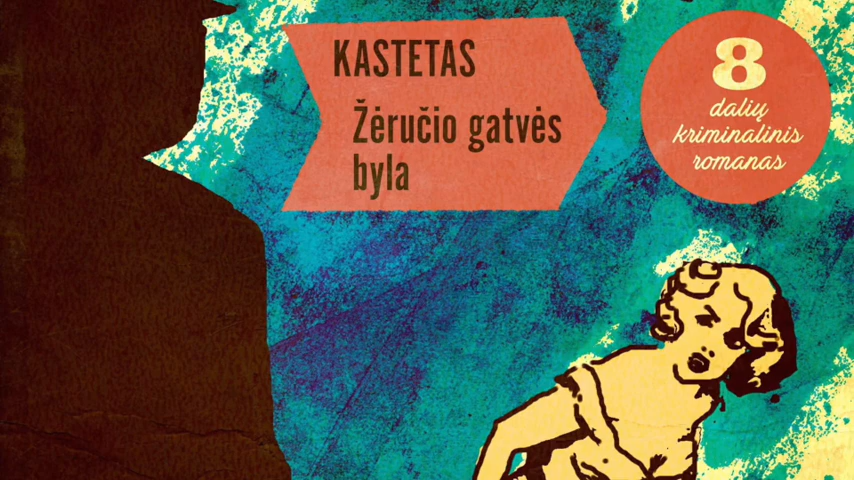 KASTETAS
Žėručio gatvės
byla
8
dalių
kriminalinis
romanas